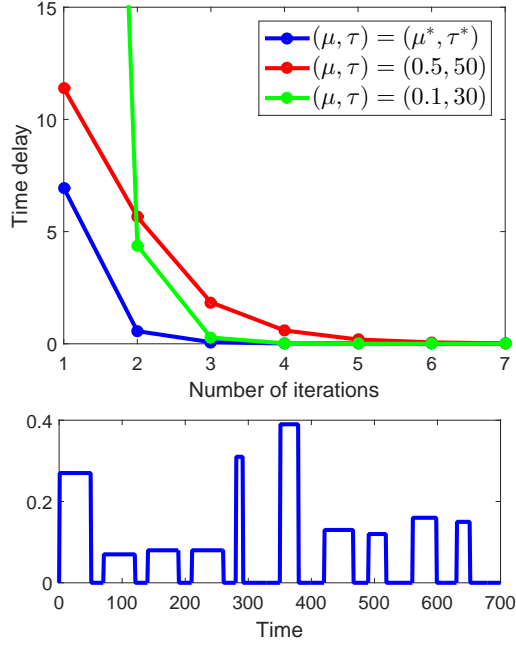 15
(μ, τ) = (μ*, τ*)
(μ, τ) = (0.5, 50)
(μ, τ) = (0.1, 30)
10
Time delay
5
0
1 2 3 4 5 6 7
Number of iterations
0.4
0.2
0
0 100 200 300 400 500 600 700
Time